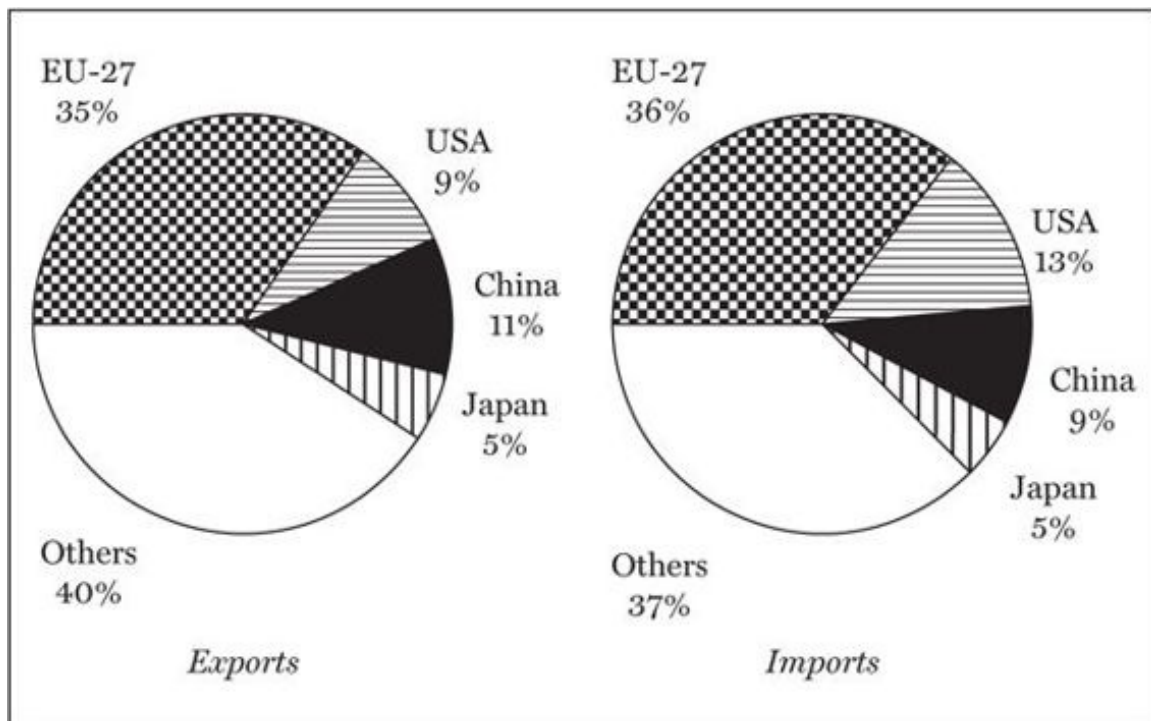 EU-27
35%
USA
9%
China
11%
Japan
5%
Others
40%
Exports
EU-27
36%
USA
13%
China
9%
Japan
5%
Others
37%
Imports